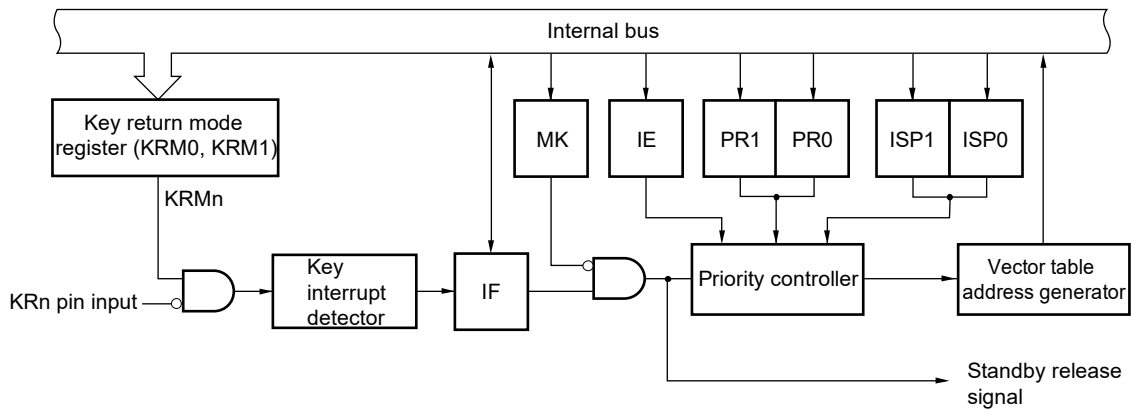 Internal bus
Key return mode
register (KRM0, KRM1)
MK
IE
PR1
PR0
ISP1
ISP0
KRMn
KRn pin input
Key
interrupt
detector
IF
Priority controller
Vector table
address generator
Standby release
signal